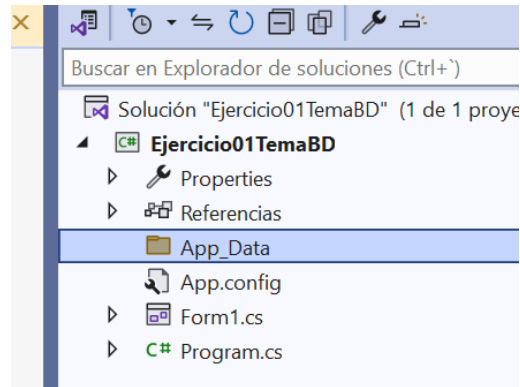 Buscar en Explorador de soluciones (Ctrl+`)
Solución "Ejercicio01TemaBD" (1 de 1 proye
C# Ejercicio01TemaBD
Properties
Referencias
App_Data
App.config
Form1.cs
C# Program.cs